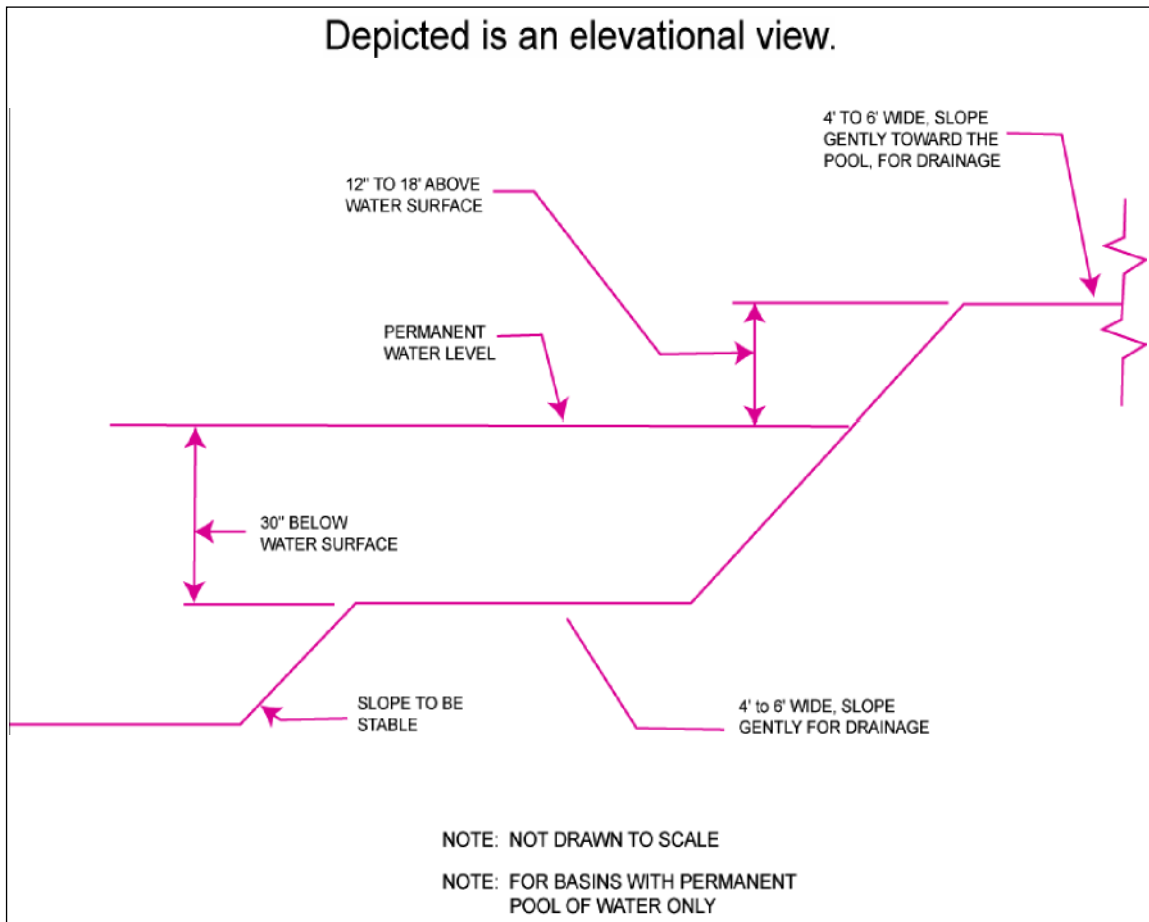 Depicted is an elevational view.
4' TO 6' WIDE, SLOPE
GENTLY TOWARD THE
POOL, FOR DRAINAGE
12" TO 18' ABOVE
WATER SURFACE
PERMANENT
WATER LEVEL
30" BELOW
WATER SURFACE
SLOPE TO BE
STABLE
4' to 6' WIDE, SLOPE
GENTLY FOR DRAINAGE
NOTE: NOT DRAWN TO SCALE
NOTE: FOR BASINS WITH PERMANENT
POOL OF WATER ONLY